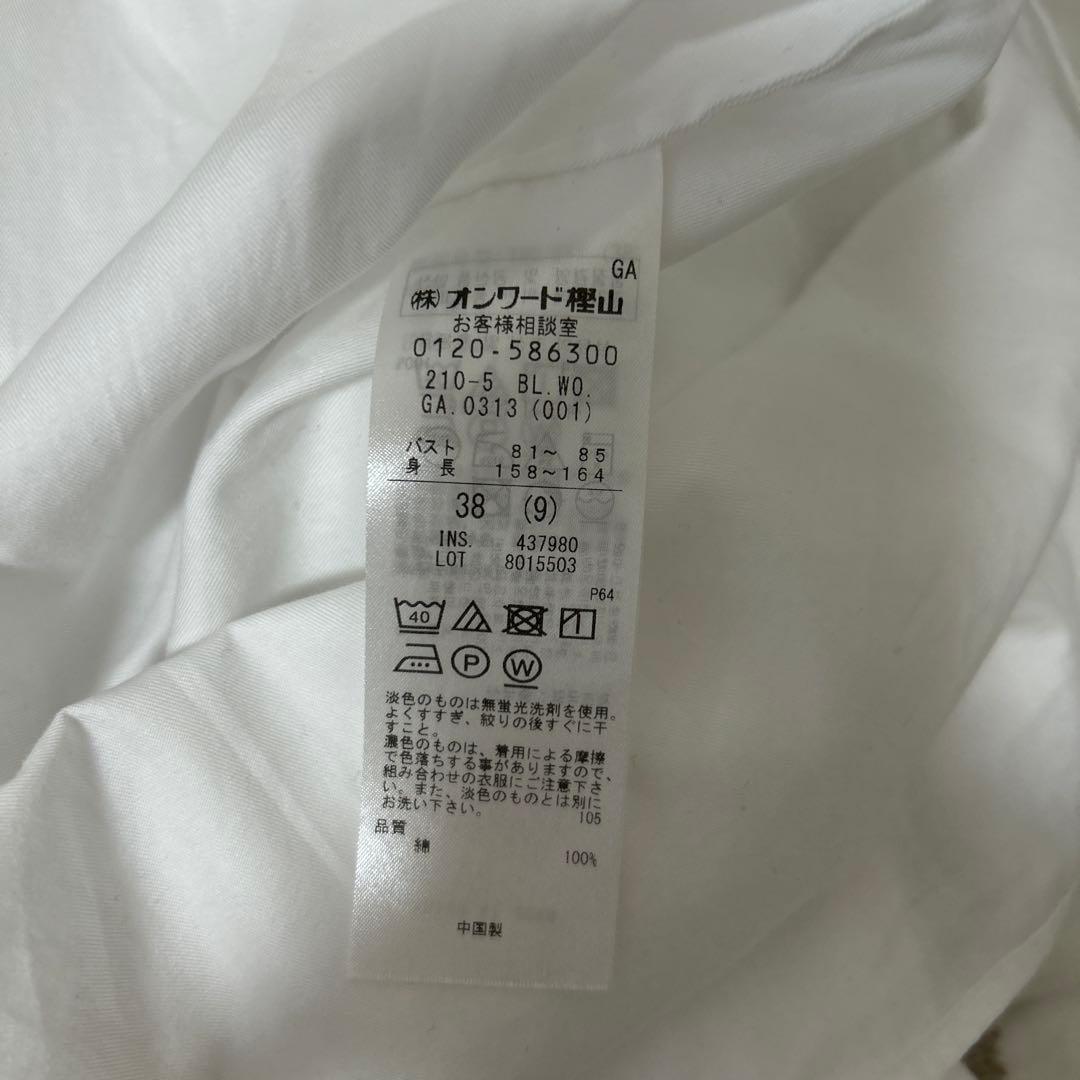 GA
(株)オンワード樫山
お客様相談室
0120-586300
210-5 BL.WO.
GA.0313(001)
バスト 81～ 85
身長 158～164
38 (9)
INS. 437980
LOT 8015503
P64
40
P W
淡色のものは無蛍光洗剤を使用。
よくすすぎ、絞りの後すぐに干
すこと。
濃色のものは、着用による摩擦
で色落ちする事がありますので、
組み合わせの衣服にご注意下さ
い。また、淡色のものとは別に
お洗い下さい。
105
品質
綿 100%
中国製